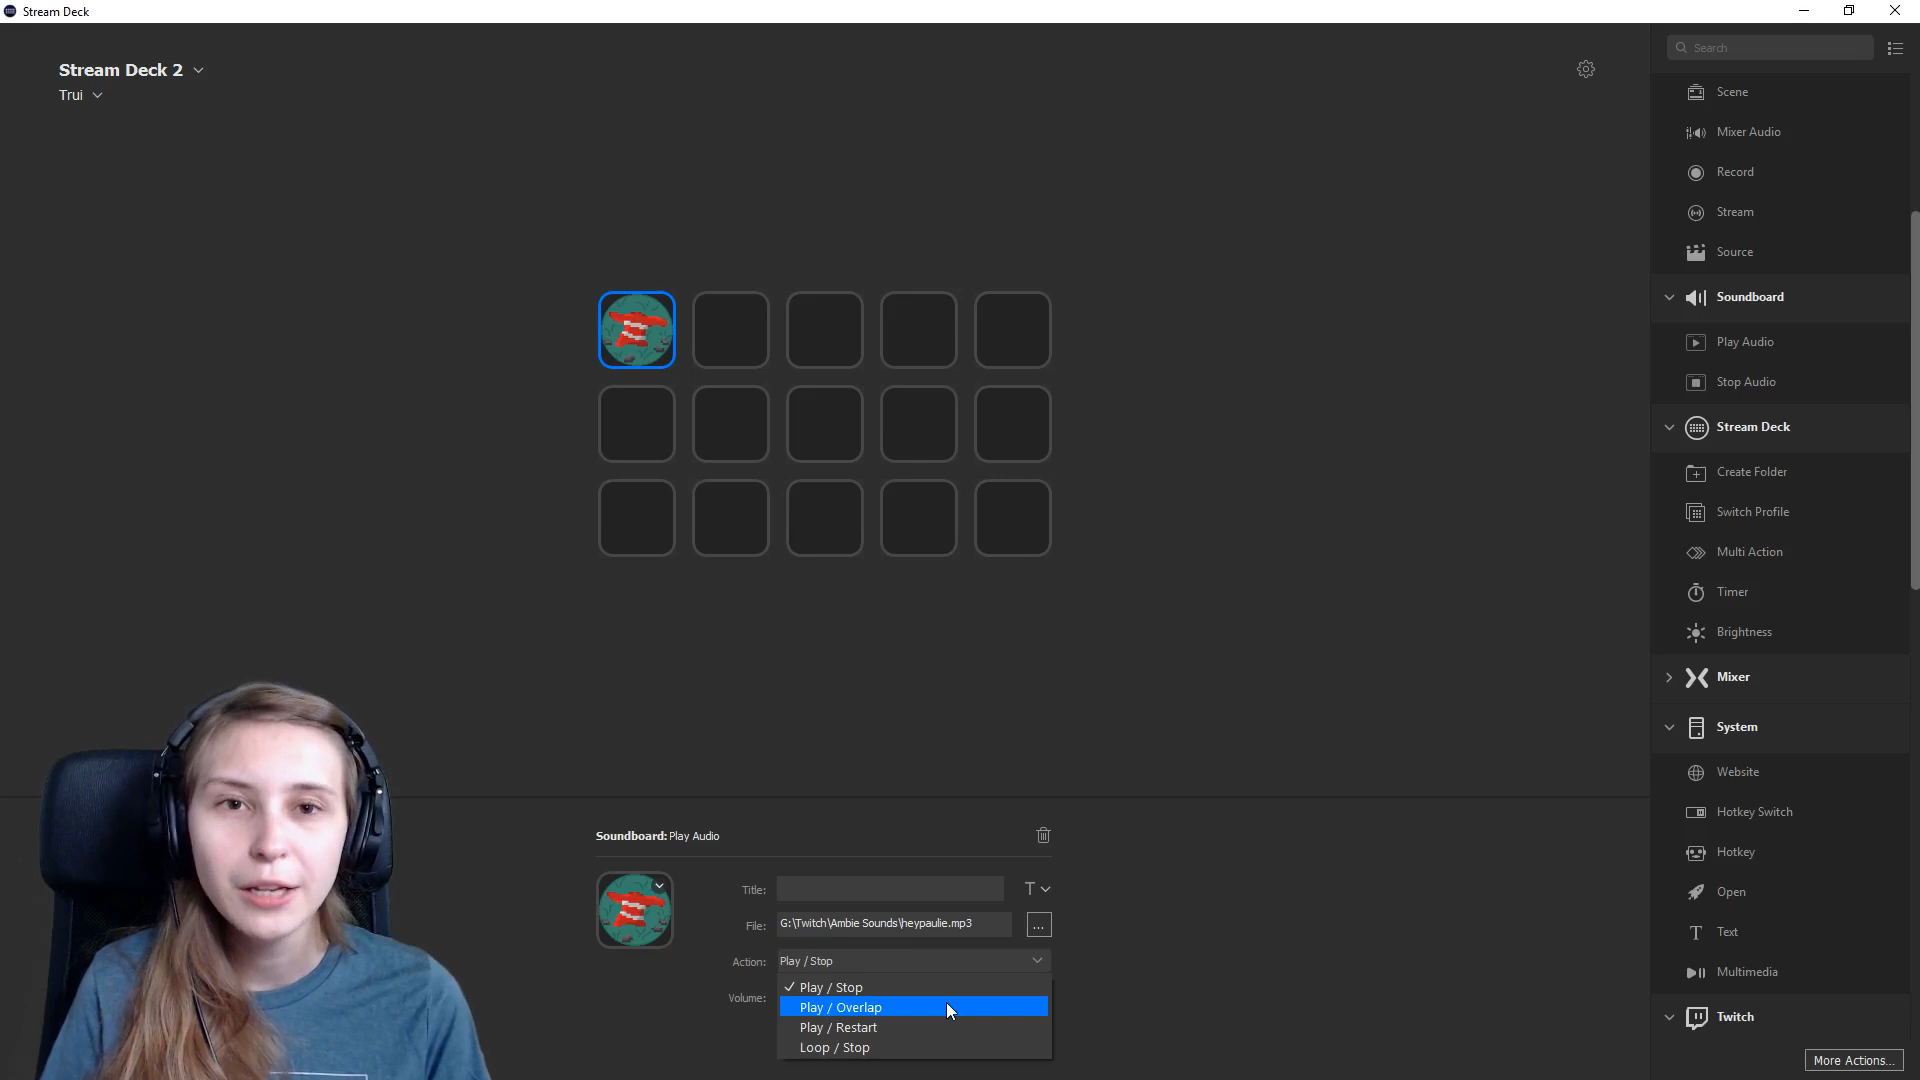 Stream Deck
Stream Deck 2
Trui
Search
Scene
Mixer Audio
Record
Stream
Source
Soundboard
Play Audio
Stop Audio
Stream Deck
Create Folder
Switch Profile
Multi Action
Timer
Brightness
Mixer
System
Website
Hotkey Switch
Hotkey
Open
Text
Multimedia
Twitch
More Actions...
Soundboard: Play Audio
Title:
T
File: G:\Twitch\Ambie Sounds\heypaulie.mp3 ...
Action: Play / Stop
Volume:
Play / Stop
Play / Overlap
Play / Restart
Loop / Stop